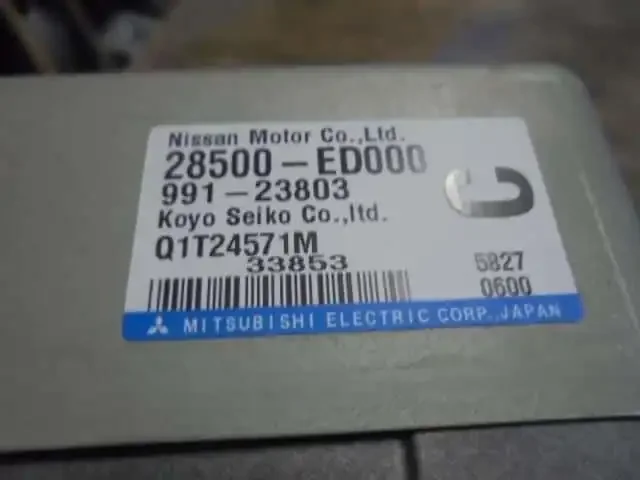 Nissan Motor Co.,Ltd.
28500-ED000
991-23803
Koyo Seiko Co.,ltd.
Q1T24571M
33853
5827
0600
MITSUBISHI ELECTRIC CORP., JAPAN